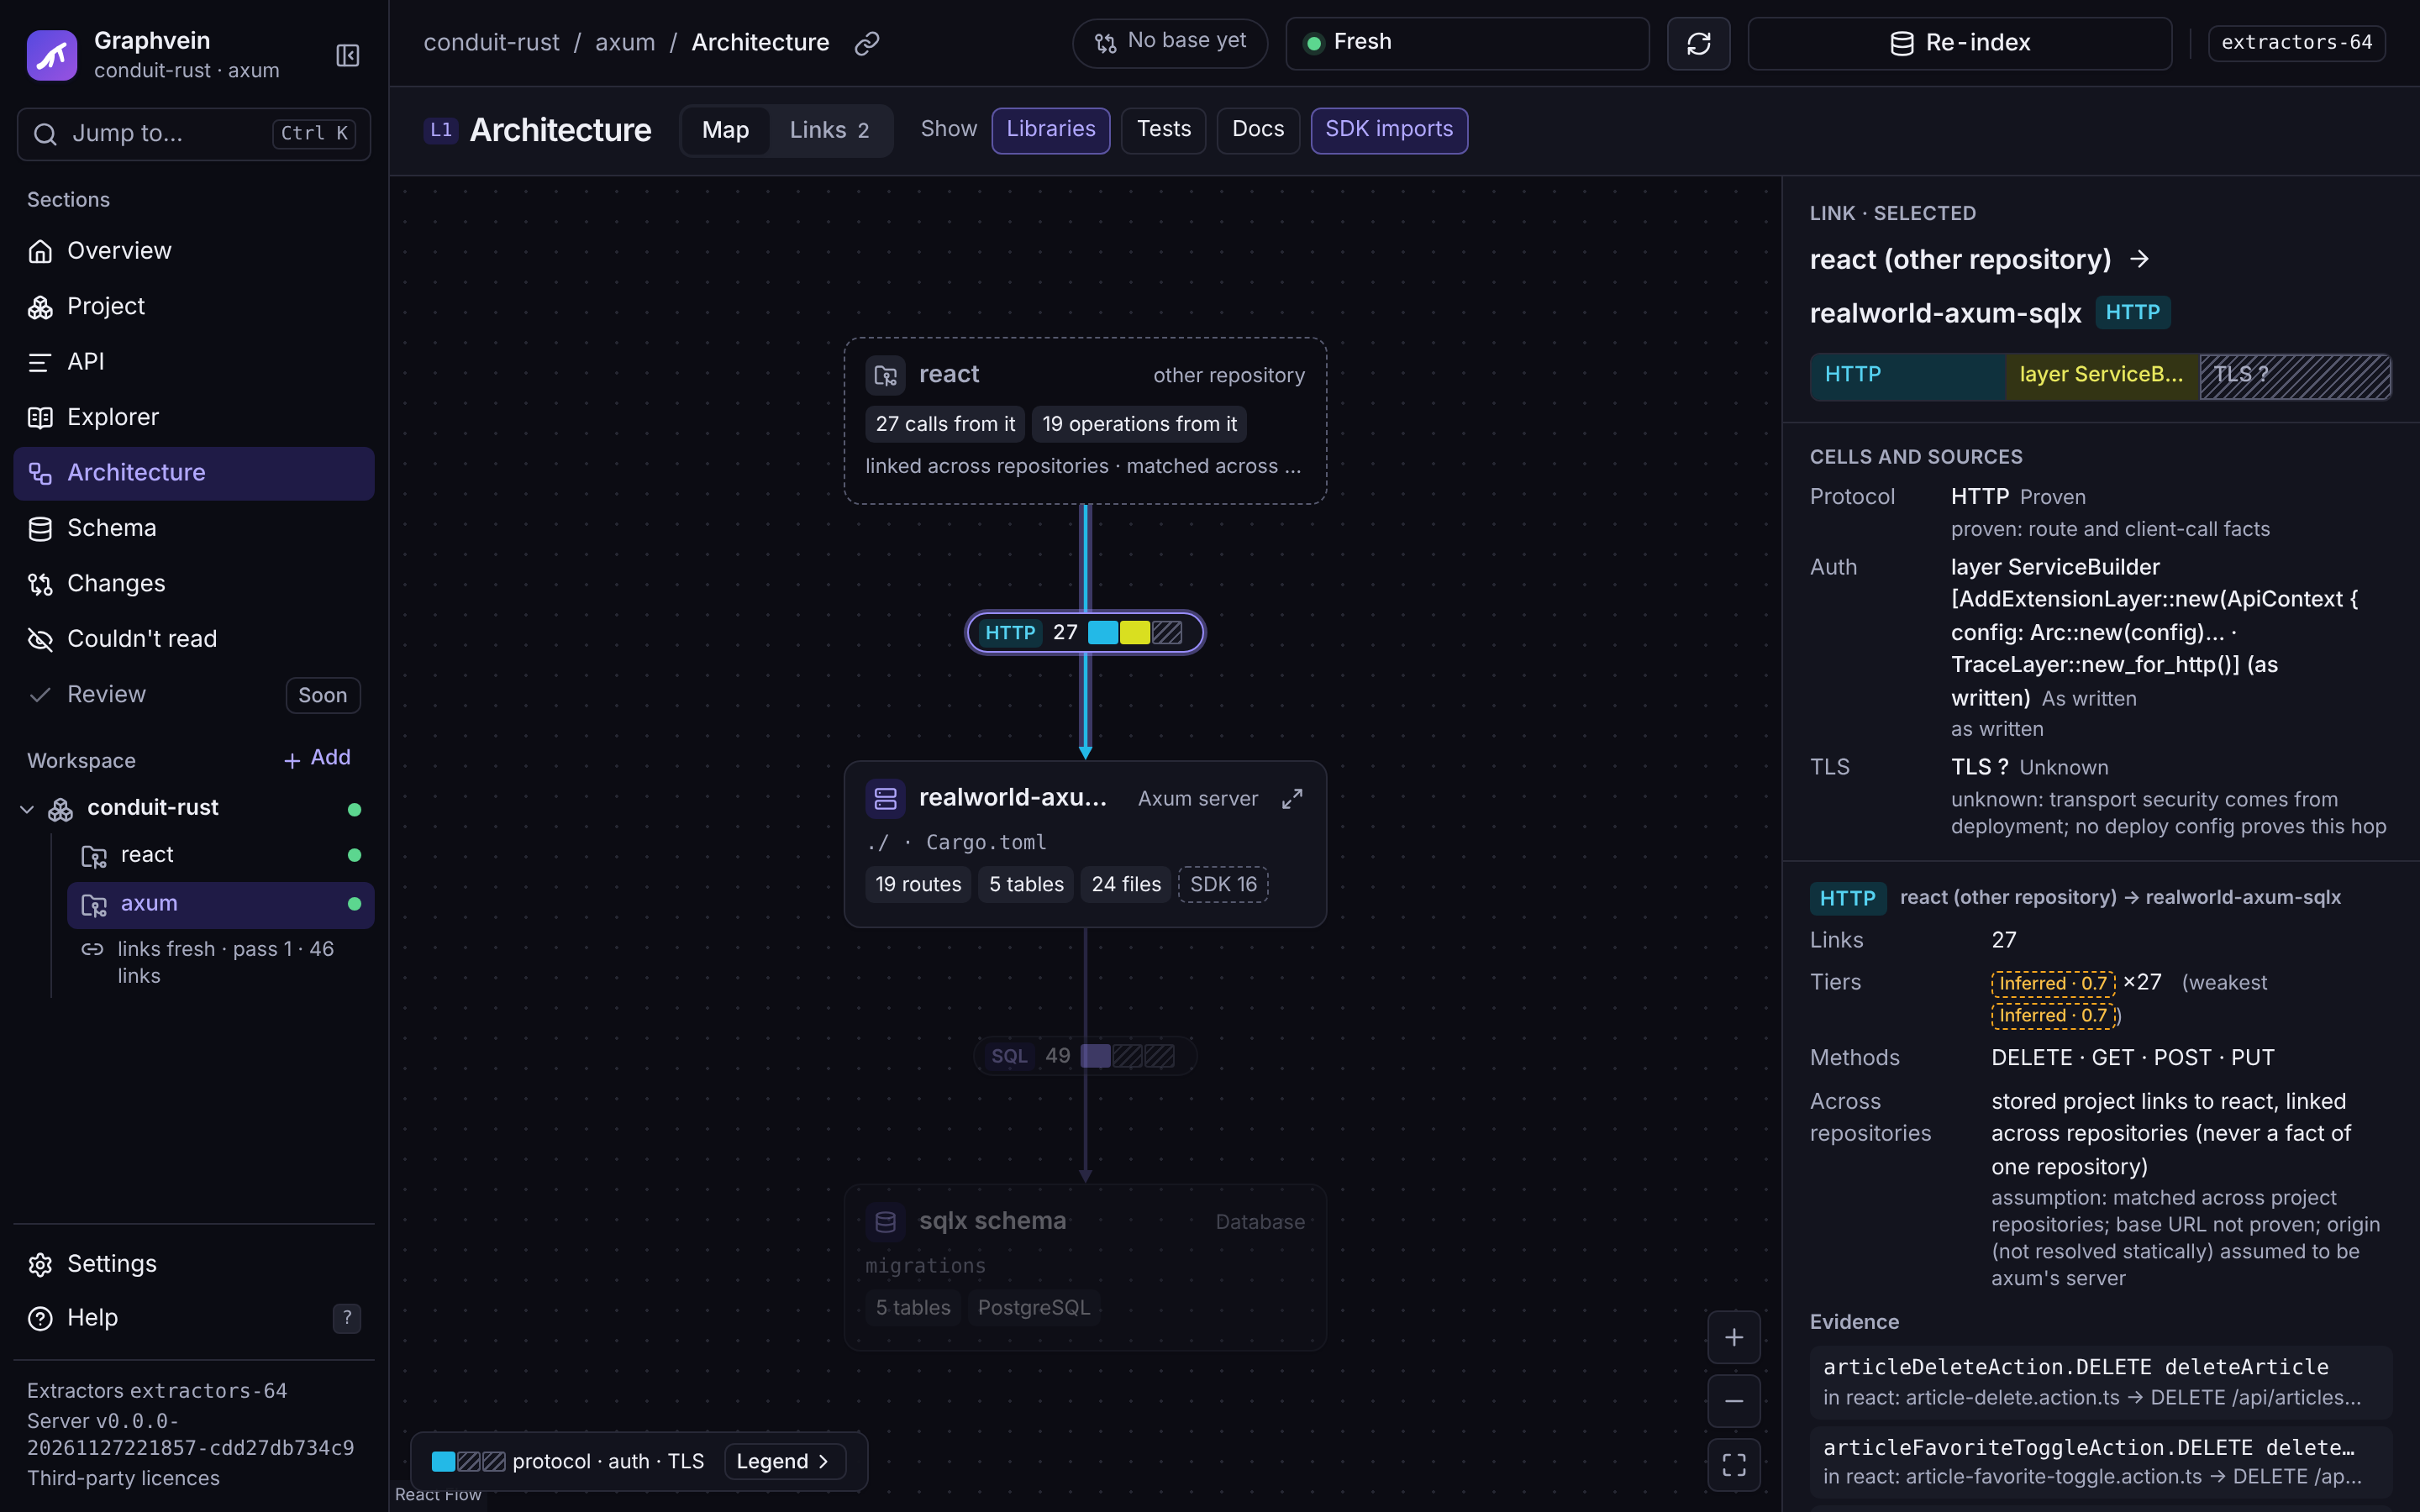 Graphvein
conduit-rust · axum
Jump to...
Ctrl K
Sections
Overview
Project
API
Explorer
Architecture
Schema
Changes
Couldn't read
Review
Soon
Workspace
+ Add
conduit-rust
react
axum
links fresh · pass 1 · 46
links
Settings
Help
?
Extractors extractors-64
Server v0.0.0-
20261127221857-cdd27db734c9
Third-party licences
conduit-rust / axum / Architecture
No base yet
Fresh
Re-index
extractors-64
L1 Architecture
Map
Links 2
Show
Libraries
Tests
Docs
SDK imports
react
other repository
27 calls from it
19 operations from it
linked across repositories · matched across ...
HTTP 27
realworld-axu...
Axum server
./ · Cargo.toml
19 routes
5 tables
24 files
SDK 16
SQL 49
sqlx schema
Database
migrations
5 tables
PostgreSQL
protocol · auth · TLS
Legend
React Flow
LINK · SELECTED
react (other repository) →
realworld-axum-sqlx HTTP
HTTP
layer ServiceB...
TLS ?
CELLS AND SOURCES
Protocol
HTTP Proven
proven: route and client-call facts
Auth
layer ServiceBuilder
[AddExtensionLayer::new(ApiContext {
config: Arc::new(config)... ·
TraceLayer::new_for_http()] (as
written) As written
as written
TLS
TLS ? Unknown
unknown: transport security comes from
deployment; no deploy config proves this hop
HTTP react (other repository) → realworld-axum-sqlx
Links
27
Tiers
Inferred · 0.7 ×27 (weakest
Inferred · 0.7)
Methods
DELETE · GET · POST · PUT
Across
repositories
stored project links to react, linked
across repositories (never a fact of
one repository)
assumption: matched across project
repositories; base URL not proven; origin
(not resolved statically) assumed to be
axum's server
Evidence
articleDeleteAction.DELETE deleteArticle
in react: article-delete.action.ts → DELETE /api/articles...
articleFavoriteToggleAction.DELETE delete…
in react: article-favorite-toggle.action.ts → DELETE /ap...